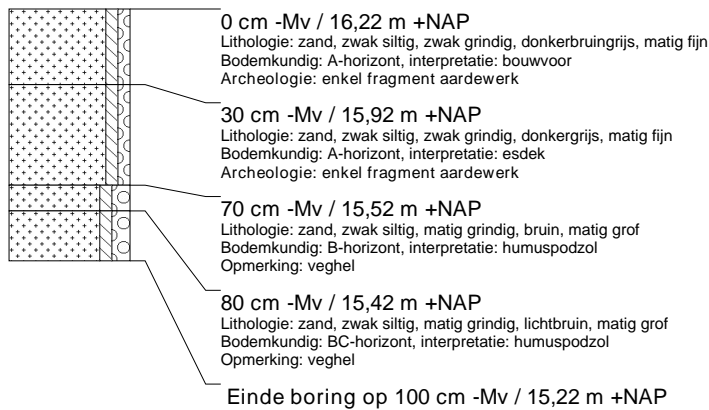 0 cm -Mv / 16,22 m +NAP
Lithologie: zand, zwak siltig, zwak grindig, donkerbruingrijs, matig fijn
Bodemkundig: A-horizont, interpretatie: bouwvoor
Archeologie: enkel fragment aardewerk
30 cm -Mv / 15,92 m +NAP
Lithologie: zand, zwak siltig, zwak grindig, donkergrijs, matig fijn
Bodemkundig: A-horizont, interpretatie: esdek
Archeologie: enkel fragment aardewerk
70 cm -Mv / 15,52 m +NAP
Lithologie: zand, zwak siltig, matig grindig, bruin, matig grof
Bodemkundig: B-horizont, interpretatie: humuspodzol
Opmerking: veghel
80 cm -Mv / 15,42 m +NAP
Lithologie: zand, zwak siltig, matig grindig, lichtbruin, matig grof
Bodemkundig: BC-horizont, interpretatie: humuspodzol
Opmerking: veghel
Einde boring op 100 cm -Mv / 15,22 m +NAP